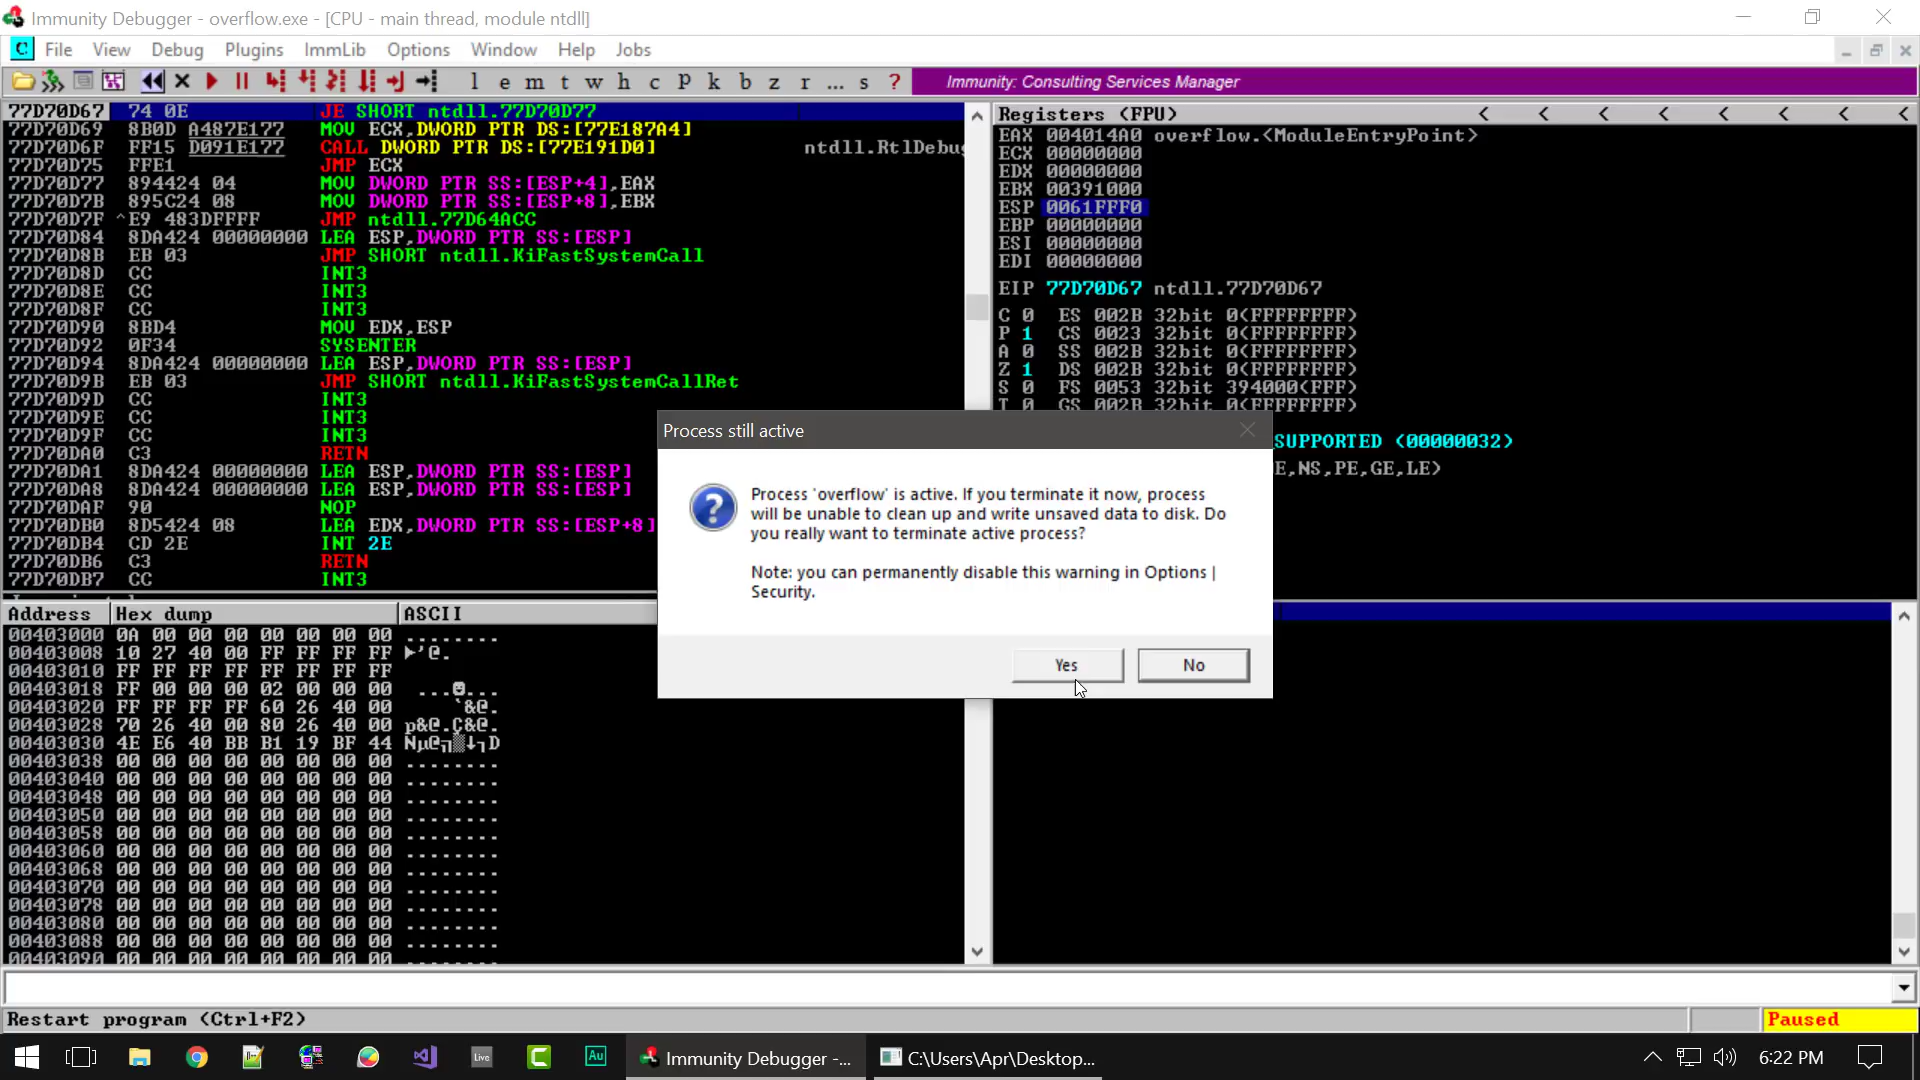 Immunity Debugger - overflow.exe - [CPU - main thread, module ntdll]
C File View Debug Plugins ImmLib Options Window Help Jobs
l e m t w h c P k b z r ... s ? Immunity: Consulting Services Manager
77D70D67 74 0E JE SHORT ntdll.77D70D77
77D70D69 8B0D A487E177 MOV ECX,DWORD PTR DS:[77E187A4]
77D70D6F FF15 D091E177 CALL DWORD PTR DS:[77E191D0] ntdll.RtlDebug
77D70D75 FFE1 JMP ECX
77D70D77 894424 04 MOV DWORD PTR SS:[ESP+4],EAX
77D70D7B 895C24 08 MOV DWORD PTR SS:[ESP+8],EBX
77D70D7F ^E9 483DFFFF JMP ntdll.77D64ACC
77D70D84 8DA424 00000000 LEA ESP,DWORD PTR SS:[ESP]
77D70D8B EB 03 JMP SHORT ntdll.KiFastSystemCall
77D70D8D CC INT3
77D70D8E CC INT3
77D70D8F CC INT3
77D70D90 8BD4 MOV EDX,ESP
77D70D92 0F34 SYSENTER
77D70D94 8DA424 00000000 LEA ESP,DWORD PTR SS:[ESP]
77D70D9B EB 03 JMP SHORT ntdll.KiFastSystemCallRet
77D70D9D CC INT3
77D70D9E CC INT3
77D70D9F CC INT3
77D70DA0 C3 RETN
77D70DA1 8DA424 00000000 LEA ESP,DWORD PTR SS:[ESP]
77D70DA8 8DA424 00000000 LEA ESP,DWORD PTR SS:[ESP]
77D70DAF 90 NOP
77D70DB0 8D5424 08 LEA EDX,DWORD PTR SS:[ESP+8]
77D70DB4 CD 2E INT 2E
77D70DB6 C3 RETN
77D70DB7 CC INT3
Registers (FPU) < < < < < < < <
EAX 004014A0 overflow.<ModuleEntryPoint>
ECX 00000000
EDX 00000000
EBX 00391000
ESP 0061FFF0
EBP 00000000
ESI 00000000
EDI 00000000
EIP 77D70D67 ntdll.77D70D67
C 0 ES 002B 32bit 0(FFFFFFFF)
P 1 CS 0023 32bit 0(FFFFFFFF)
A 0 SS 002B 32bit 0(FFFFFFFF)
Z 1 DS 002B 32bit 0(FFFFFFFF)
S 0 FS 0053 32bit 394000(FFF)
T 0 GS 002B 32bit 0(FFFFFFFF)
SUPPORTED (00000032)
E,NS,PE,GE,LE)
Process still active
Process 'overflow' is active. If you terminate it now, process
will be unable to clean up and write unsaved data to disk. Do
you really want to terminate active process?
Note: you can permanently disable this warning in Options |
Security.
Yes No
Address Hex dump ASCII
00403000 0A 00 00 00 00 00 00 00 ........
00403008 10 27 40 00 FF FF FF FF ►'@.
00403010 FF FF FF FF FF FF FF FF
00403018 FF 00 00 00 02 00 00 00 ...☻...
00403020 FF FF FF FF 60 26 40 00 `&@.
00403028 70 26 40 00 80 26 40 00 p&@.Ç&@.
00403030 4E E6 40 BB B1 19 BF 44 Nµ@╗▒↓┐D
00403038 00 00 00 00 00 00 00 00 ........
00403040 00 00 00 00 00 00 00 00 ........
00403048 00 00 00 00 00 00 00 00 ........
00403050 00 00 00 00 00 00 00 00 ........
00403058 00 00 00 00 00 00 00 00 ........
00403060 00 00 00 00 00 00 00 00 ........
00403068 00 00 00 00 00 00 00 00 ........
00403070 00 00 00 00 00 00 00 00 ........
00403078 00 00 00 00 00 00 00 00 ........
00403080 00 00 00 00 00 00 00 00 ........
00403088 00 00 00 00 00 00 00 00 ........
00403090 00 00 00 00 00 00 00 00 ........
Restart program (Ctrl+F2) Paused
Live Au Immunity Debugger -... C:\Users\Apr\Desktop... 6:22 PM